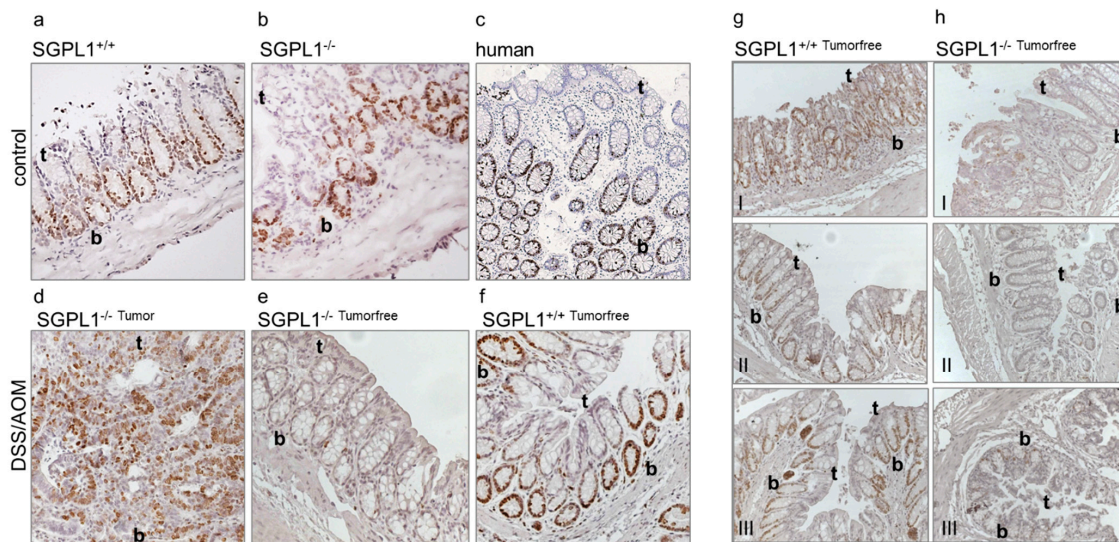 a
SGPL1+/+
b
SGPL1-/-
c
human
control
t
b
t
b
t
b
d
SGPL1-/- Tumor
e
SGPL1-/- Tumorfree
f
SGPL1+/+ Tumorfree
DSS/AOM
t
b
t
b
b
t
b
g
SGPL1+/+ Tumorfree
h
SGPL1-/- Tumorfree
t
b
I
t
b
I
t
b
II
b
t
b
II
t
t
b
b
III
b
t
b
III